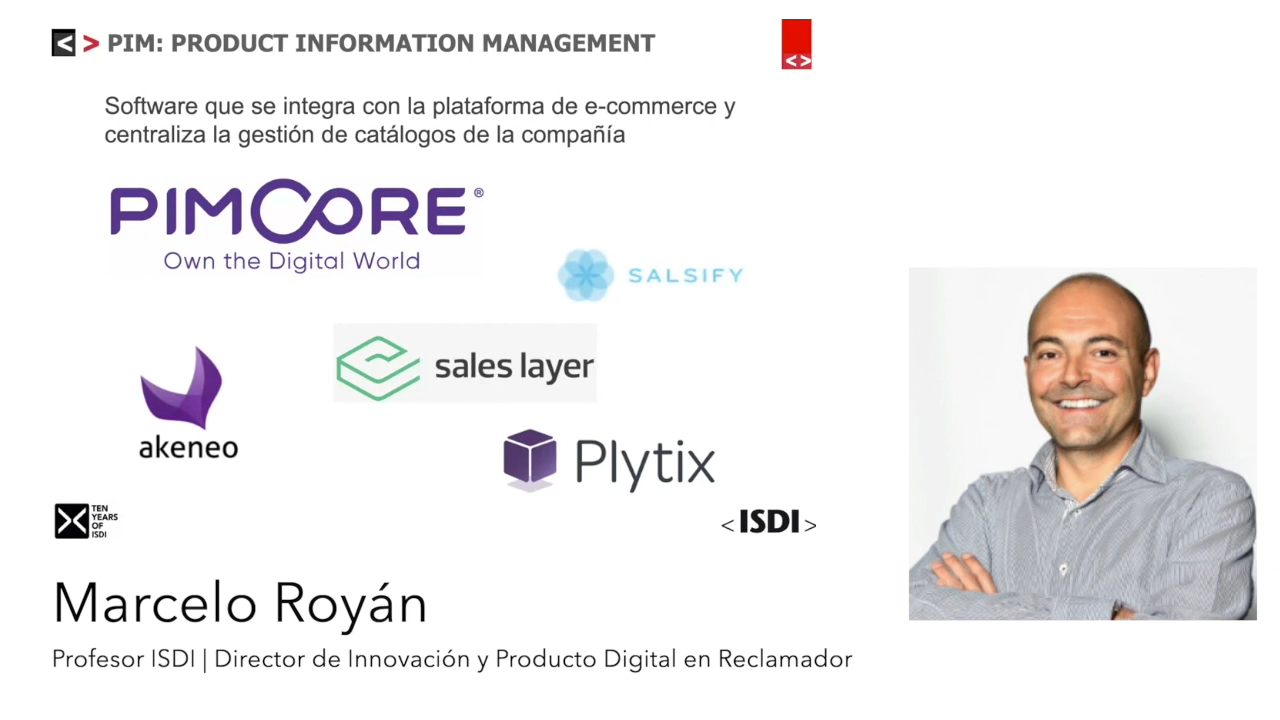 < > PIM: PRODUCT INFORMATION MANAGEMENT
< >
Software que se integra con la plataforma de e-commerce y
centraliza la gestión de catálogos de la compañía
PIMCORE®
Own the Digital World
SALSIFY
sales layer
akeneo
Plytix
TEN
YEARS
OF
ISDI
<ISDI>
Marcelo Royán
Profesor ISDI | Director de Innovación y Producto Digital en Reclamador